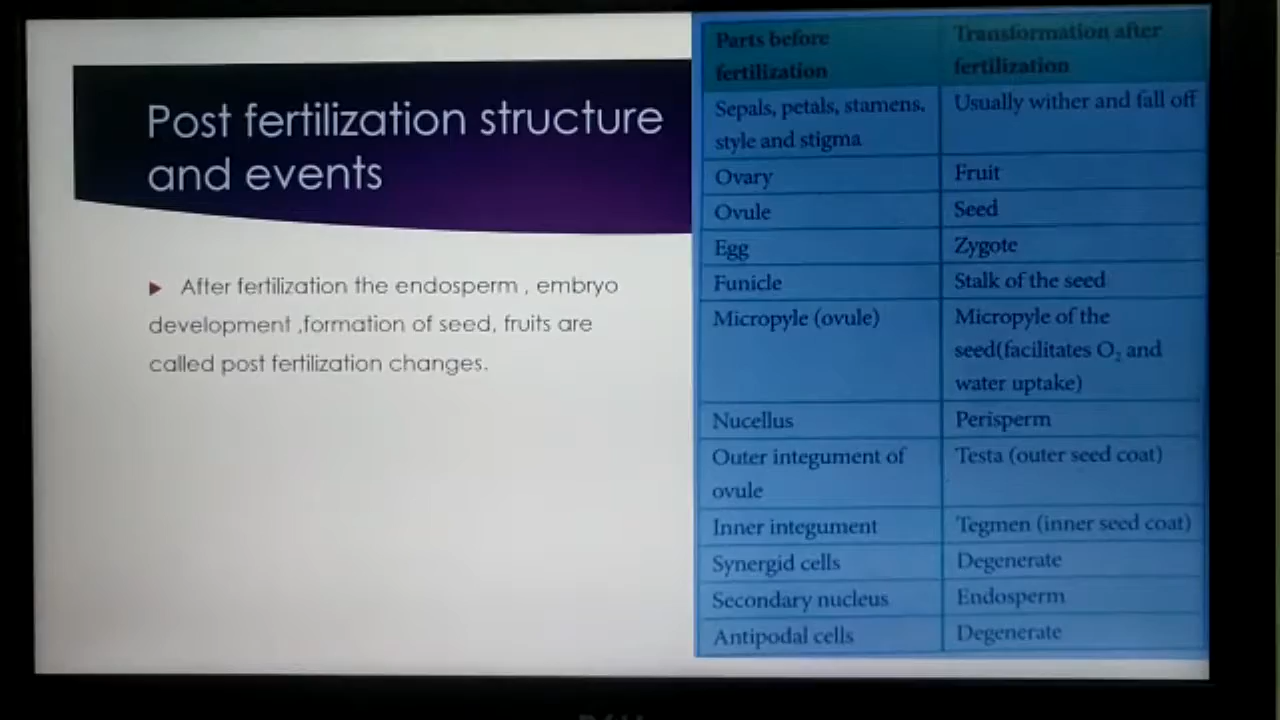 Post fertilization structure
and events
▶ After fertilization the endosperm , embryo
development ,formation of seed, fruits are
called post fertilization changes.
Parts before fertilization Transformation after fertilization
Sepals, petals, stamens, style and stigma Usually wither and fall off
Ovary Fruit
Ovule Seed
Egg Zygote
Funicle Stalk of the seed
Micropyle (ovule) Micropyle of the seed(facilitates O₂ and water uptake)
Nucellus Perisperm
Outer integument of ovule Testa (outer seed coat)
Inner integument Tegmen (inner seed coat)
Synergid cells Degenerate
Secondary nucleus Endosperm
Antipodal cells Degenerate